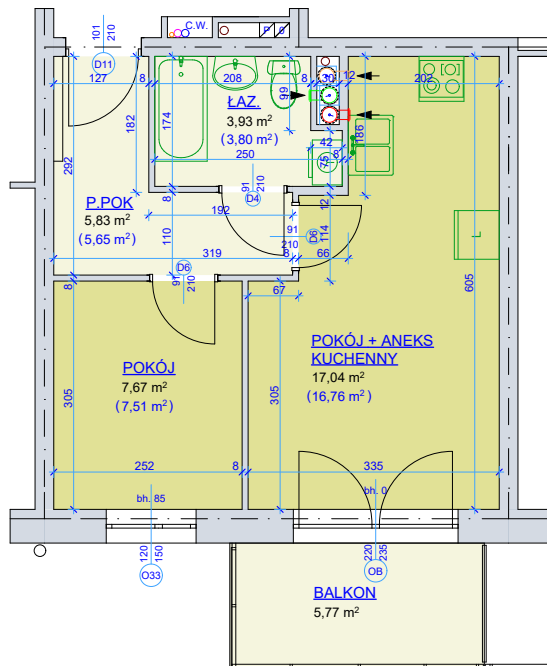 C.W.
P 0
101
210
D11
127
8
208
8
30
12
202
ŁAZ.
3,93 m²
(3,80 m²)
99
182
174
292
250
42
8
75
186
P.POK
5,83 m²
(5,65 m²)
91
210
D4
8
192
12
110
91
210
D6
114
319
8
66
91
210
D6
8
67
L
605
POKÓJ
7,67 m²
(7,51 m²)
POKÓJ + ANEKS
KUCHENNY
17,04 m²
(16,76 m²)
305
305
252
8
335
bh. 85
bh. 0
120
150
O33
220
235
OB
BALKON
5,77 m²